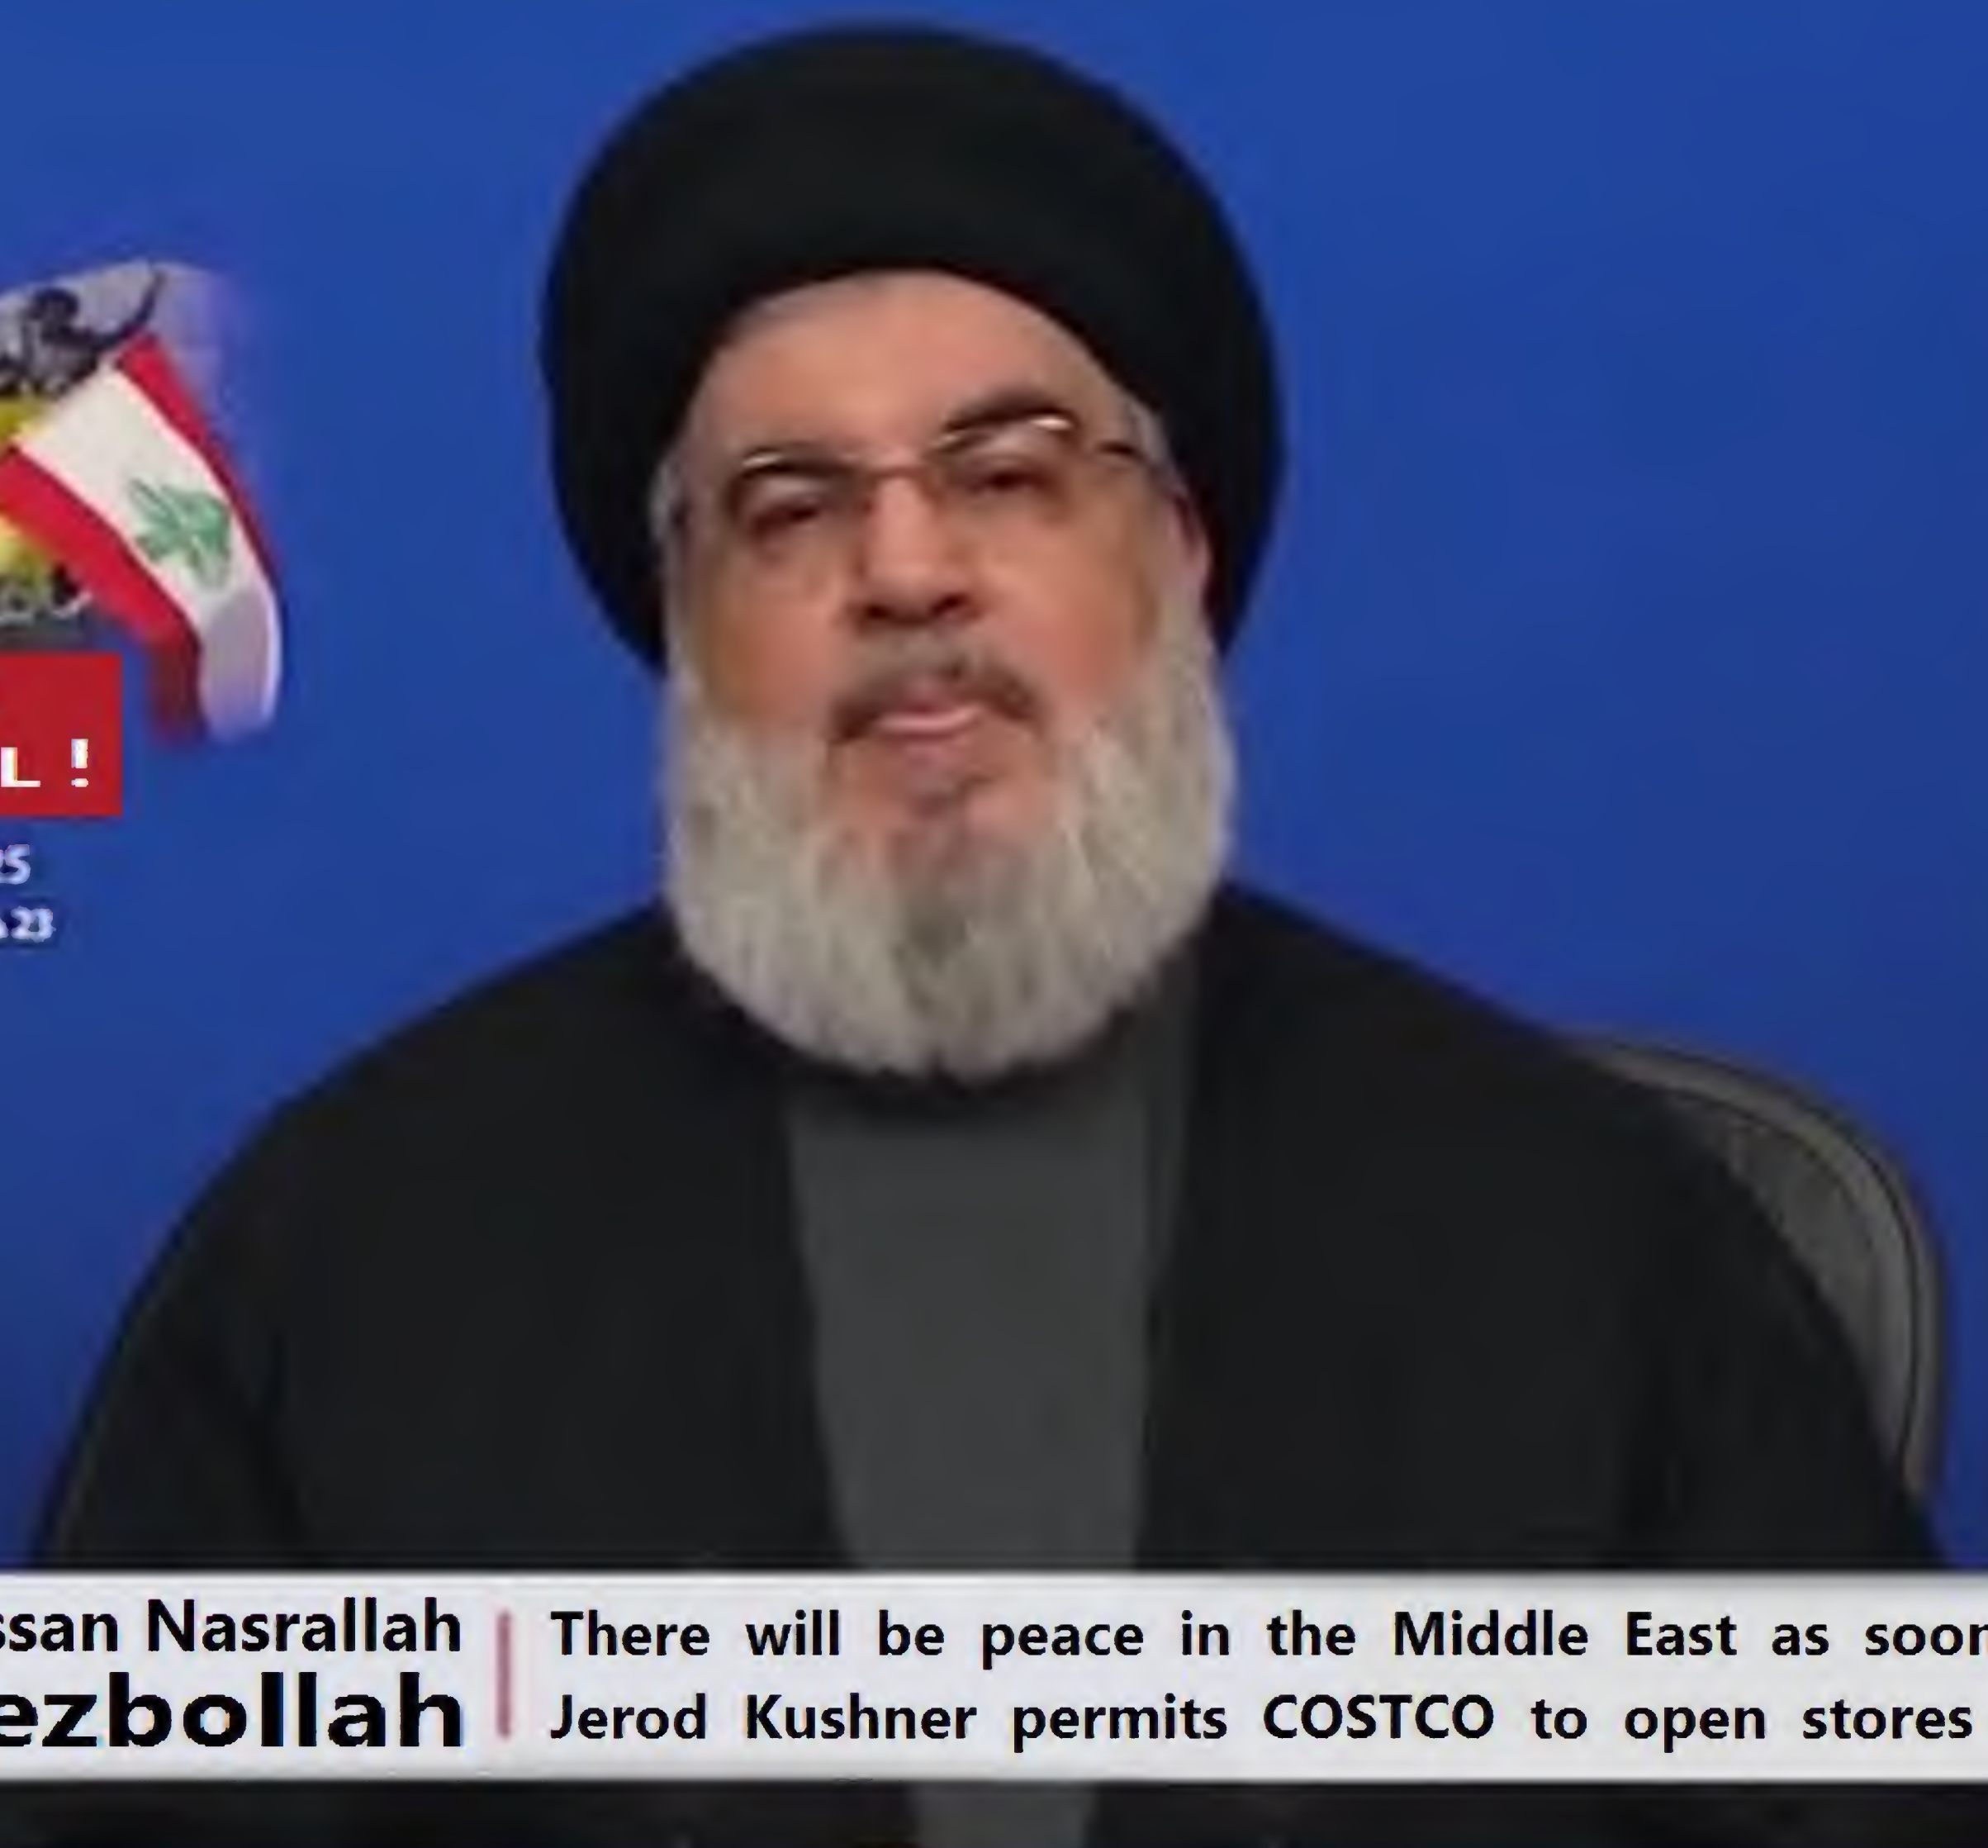 L !
23
ssan Nasrallah
ezbollah
There will be peace in the Middle East as soon
Jerod Kushner permits COSTCO to open stores